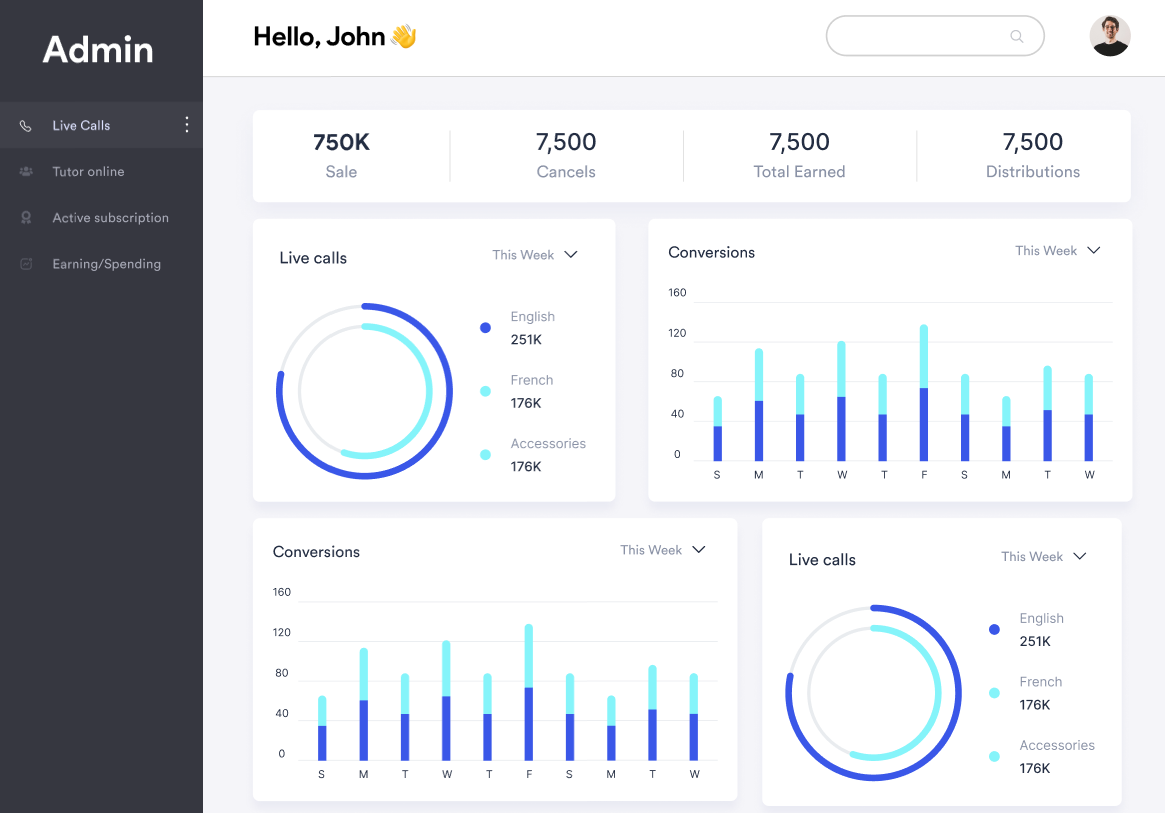 Admin
Hello, John👋
Live Calls
Tutor online
Active subscription
Earning/Spending
750K
Sale
7,500
Cancels
7,500
Total Earned
7,500
Distributions
Live calls
This Week
English
251K
French
176K
Accessories
176K
Conversions
This Week
160
120
80
40
0
S M T W T F S M T W
Conversions
This Week
160
120
80
40
0
S M T W T F S M T W
Live calls
This Week
English
251K
French
176K
Accessories
176K